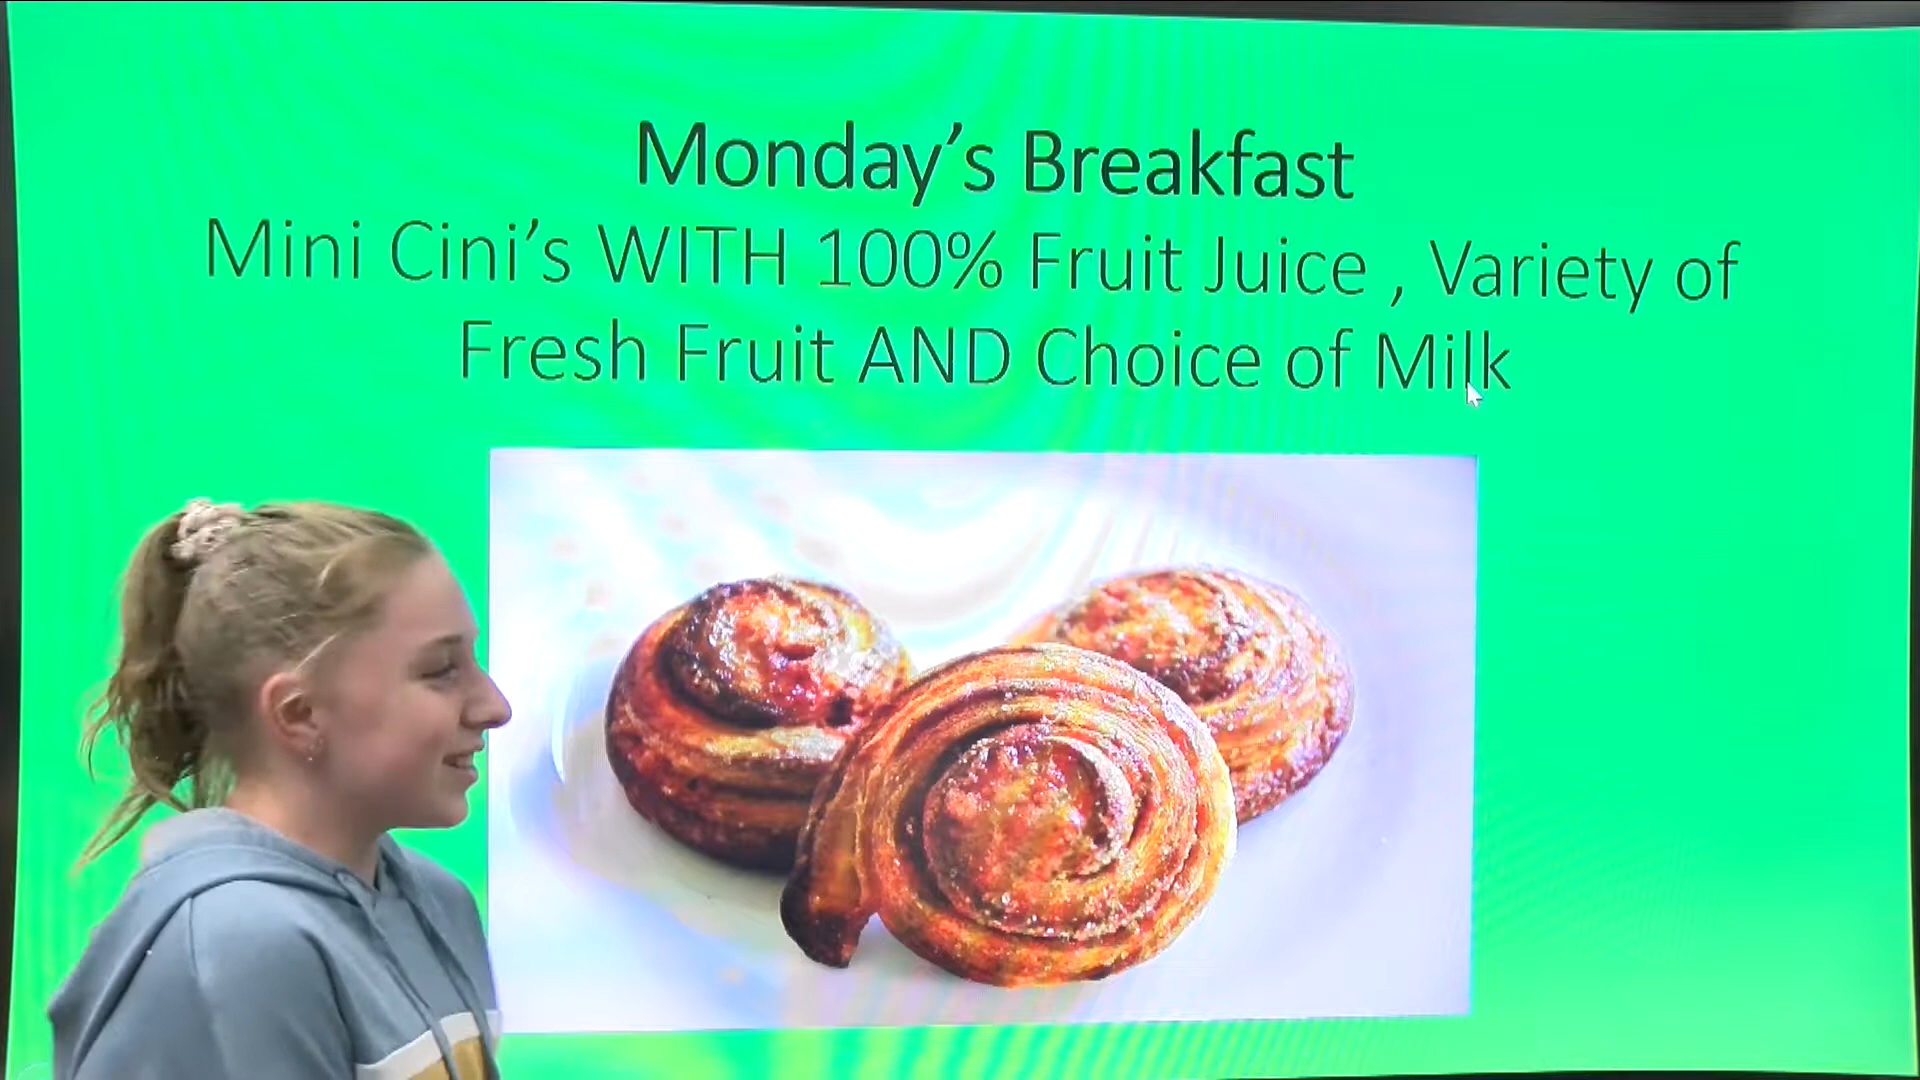 Monday’s Breakfast
Mini Cini’s WITH 100% Fruit Juice , Variety of
Fresh Fruit AND Choice of Milk